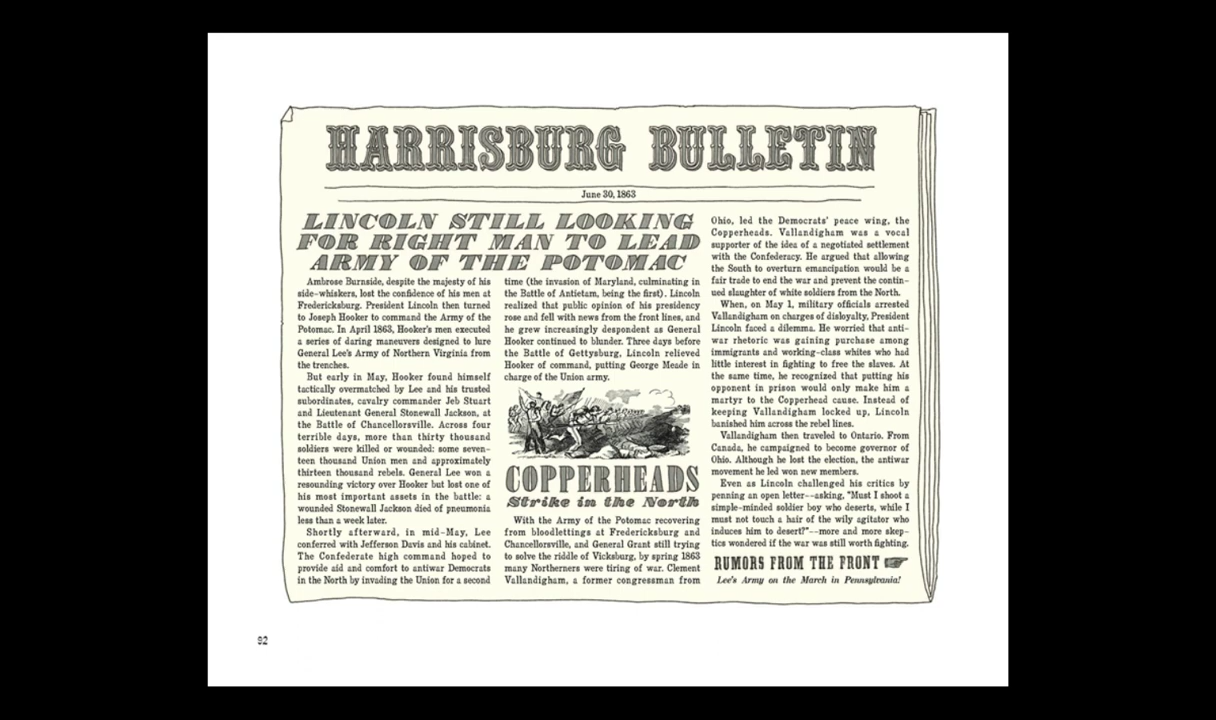 HARRISBURG BULLETIN
June 30, 1863
LINCOLN STILL LOOKING
FOR RIGHT MAN TO LEAD
ARMY OF THE POTOMAC
Ambrose Burnside, despite the majesty of his
side-whiskers, lost the confidence of his men at
Fredericksburg. President Lincoln then turned
to Joseph Hooker to command the Army of the
Potomac. In April 1863, Hooker's men executed
a series of daring maneuvers designed to lure
General Lee's Army of Northern Virginia from
the trenches.
But early in May, Hooker found himself
tactically overmatched by Lee and his trusted
subordinates, cavalry commander Jeb Stuart
and Lieutenant General Stonewall Jackson, at
the Battle of Chancellorsville. Across four
terrible days, more than thirty thousand
soldiers were killed or wounded: some seven-
teen thousand Union men and approximately
thirteen thousand rebels. General Lee won a
resounding victory over Hooker but lost one of
his most important assets in the battle: a
wounded Stonewall Jackson died of pneumonia
less than a week later.
Shortly afterward, in mid-May, Lee
conferred with Jefferson Davis and his cabinet.
The Confederate high command hoped to
provide aid and comfort to antiwar Democrats
in the North by invading the Union for a second
time (the invasion of Maryland, culminating in
the Battle of Antietam, being the first). Lincoln
realized that public opinion of his presidency
rose and fell with news from the front lines, and
he grew increasingly despondent as General
Hooker continued to blunder. Three days before
the Battle of Gettysburg, Lincoln relieved
Hooker of command, putting George Meade in
charge of the Union army.
COPPERHEADS
Strike in the North
With the Army of the Potomac recovering
from bloodlettings at Fredericksburg and
Chancellorsville, and General Grant still trying
to solve the riddle of Vicksburg, by spring 1863
many Northerners were tiring of war. Clement
Vallandigham, a former congressman from
Ohio, led the Democrats' peace wing, the
Copperheads. Vallandigham was a vocal
supporter of the idea of a negotiated settlement
with the Confederacy. He argued that allowing
the South to overturn emancipation would be a
fair trade to end the war and prevent the contin-
ued slaughter of white soldiers from the North.
When, on May 1, military officials arrested
Vallandigham on charges of disloyalty, President
Lincoln faced a dilemma. He worried that anti-
war rhetoric was gaining purchase among
immigrants and working-class whites who had
little interest in fighting to free the slaves. At
the same time, he recognized that putting his
opponent in prison would only make him a
martyr to the Copperhead cause. Instead of
keeping Vallandigham locked up, Lincoln
banished him across the rebel lines.
Vallandigham then traveled to Ontario. From
Canada, he campaigned to become governor of
Ohio. Although he lost the election, the antiwar
movement he led won new members.
Even as Lincoln challenged his critics by
penning an open letter--asking, "Must I shoot a
simple-minded soldier boy who deserts, while I
must not touch a hair of the wily agitator who
induces him to desert?"--more and more skep-
tics wondered if the war was still worth fighting.
RUMORS FROM THE FRONT
Lee's Army on the March in Pennsylvania!
92